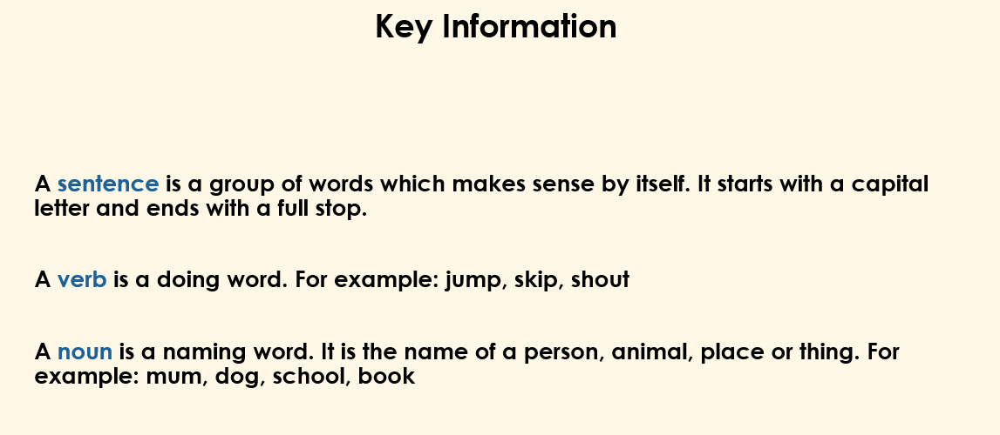 Key Information
A sentence is a group of words which makes sense by itself. It starts with a capital
letter and ends with a full stop.
A verb is a doing word. For example: jump, skip, shout
A noun is a naming word. It is the name of a person, animal, place or thing. For
example: mum, dog, school, book